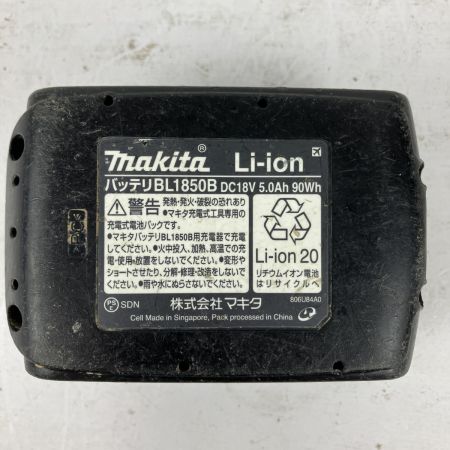 makita® Li-ion
バッテリBL1850B DC18V 5.0Ah 90Wh
警告 発熱・発火・破裂の恐れあり
●マキタ充電式工具専用の
充電式電池パックです。
●マキタバッテリBL1850B用充電器で充電
してください。●火中投入、加熱、高温での充
電・使用・放置をしないでください。●変形や
ショートさせたり、分解・修理・改造をしないで
ください。●雨や水にぬらさないでください。
Li-ion 20
リチウムイオン電池
はリサイクルへ
PS SDN 株式会社 マキタ 806U84A0
Cell Made in Singapore, Pack processed in China